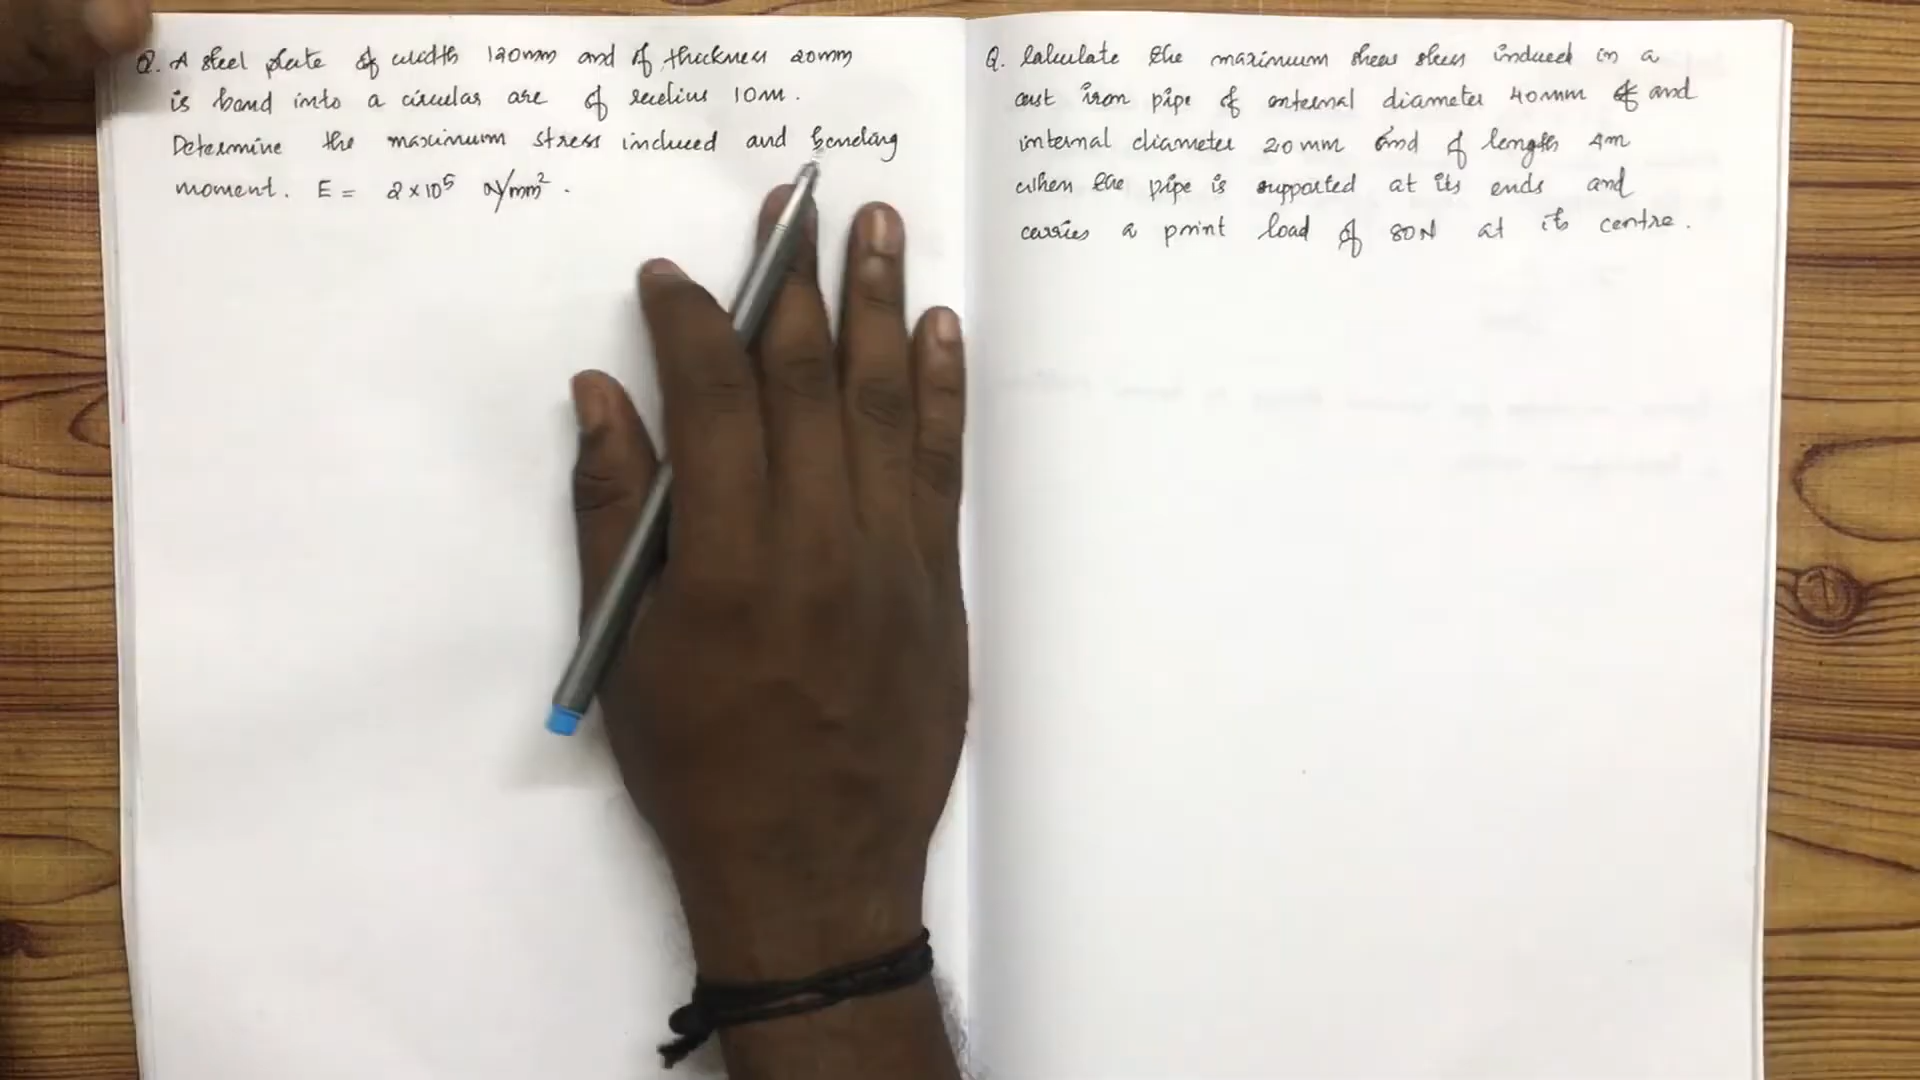 Q. A steel plate of width 120mm and of thickness 20mm
is bend into a circular arc of radius 10m.
Determine the maximum stress induced and bending
moment. E = 2×10⁵ N/mm².
Q. Calculate the maximum shear stress induced in a
cast iron pipe of external diameter 40mm of and
internal diameter 20mm and of length 4m
when the pipe is supported at its ends and
carries a point load of 80N at its centre.